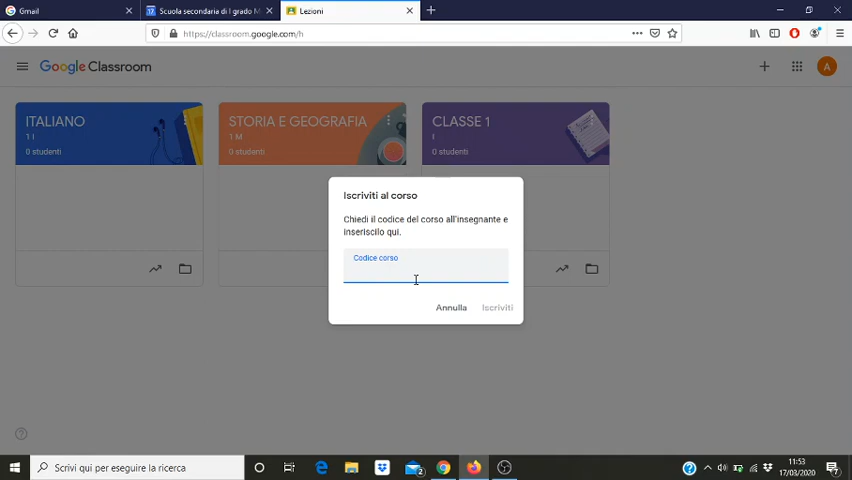 Gmail
Scuola secondaria di I grado M
Lezioni
https://classroom.google.com/h
Google Classroom
A
ITALIANO
1 I
0 studenti
STORIA E GEOGRAFIA
1 M
0 studenti
CLASSE 1
I
0 studenti
Iscriviti al corso
Chiedi il codice del corso all'insegnante e
inseriscilo qui.
Codice corso
Annulla
Iscriviti
Scrivi qui per eseguire la ricerca
2
11:53
17/03/2020
7